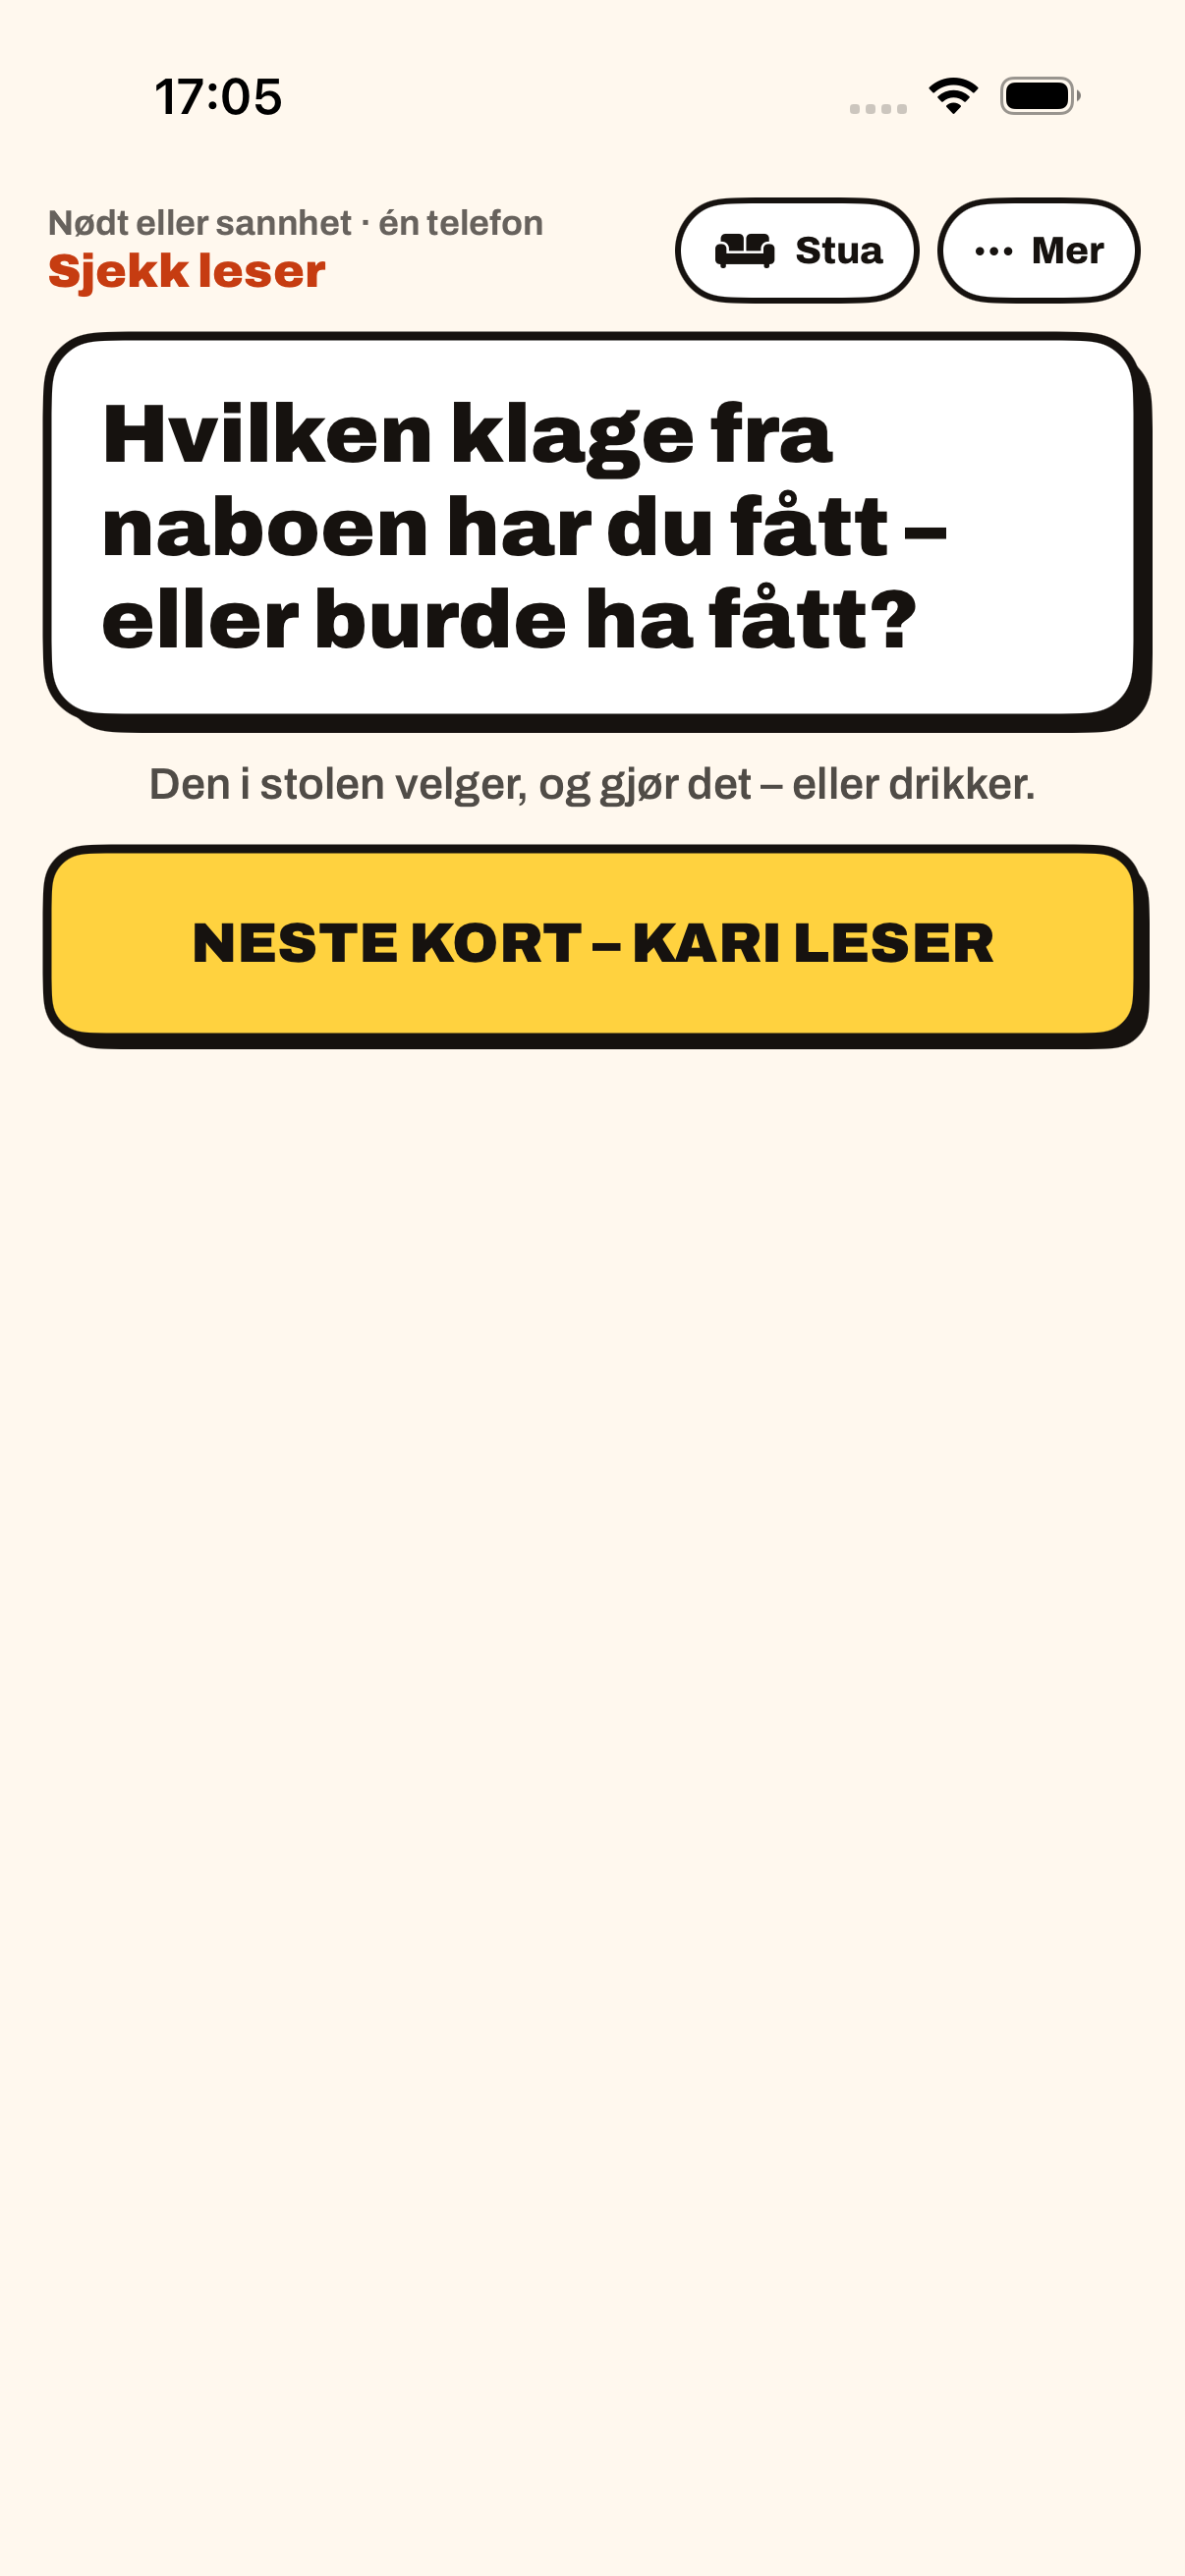 17:05
Nødt eller sannhet · én telefon
Sjekk leser
Stua
··· Mer
Hvilken klage fra
naboen har du fått –
eller burde ha fått?
Den i stolen velger, og gjør det – eller drikker.
NESTE KORT – KARI LESER